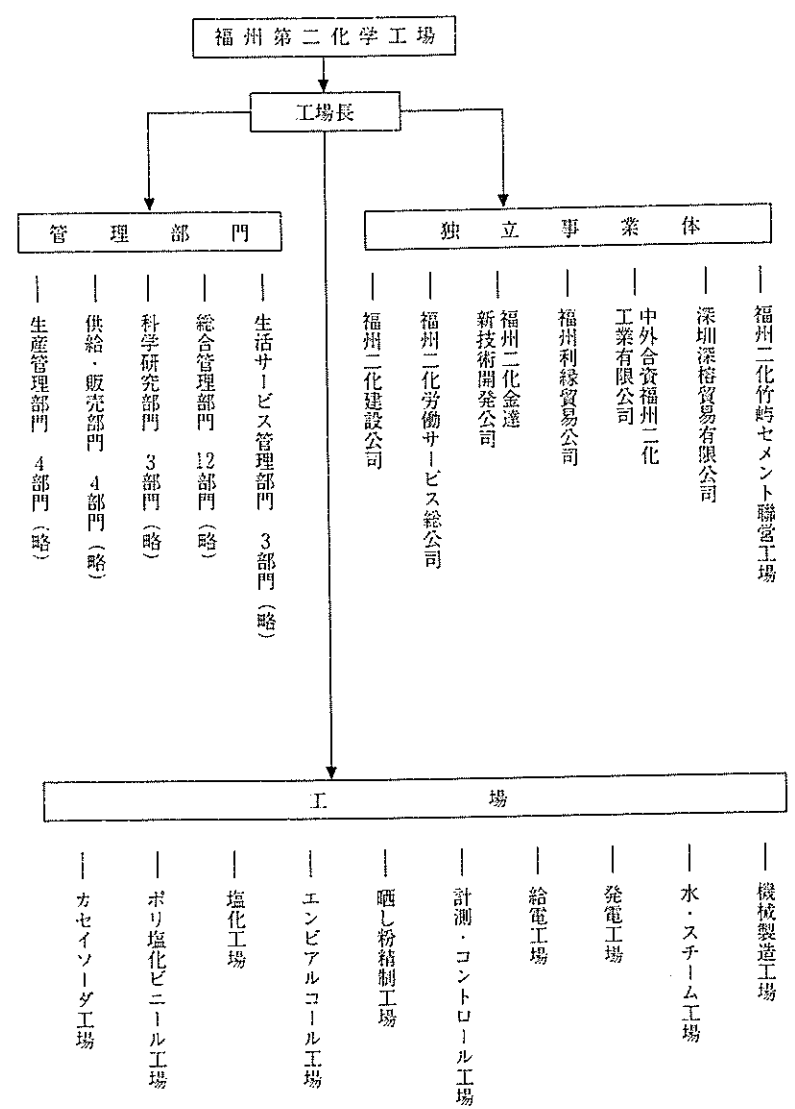 福州第二化学工場
工場長
管理部門
独立事業体
生産管理部門 4部門(略)
供給・販売部門 4部門(略)
科学研究部門 3部門(略)
総合管理部門 12部門(略)
生活サービス管理部門 3部門(略)
福州二化建設公司
福州二化労働サービス総公司
福州二化金達
新技術開発公司
福州利縁貿易公司
中外合資福州二化
工業有限公司
深圳深榕貿易有限公司
福州二化竹嶼セメント聯営工場
工場
カセイソーダ工場
ポリ塩化ビニール工場
塩化工場
エンビアルコール工場
晒し粉精制工場
計測・コントロール工場
給電工場
発電工場
水・スチーム工場
機械製造工場